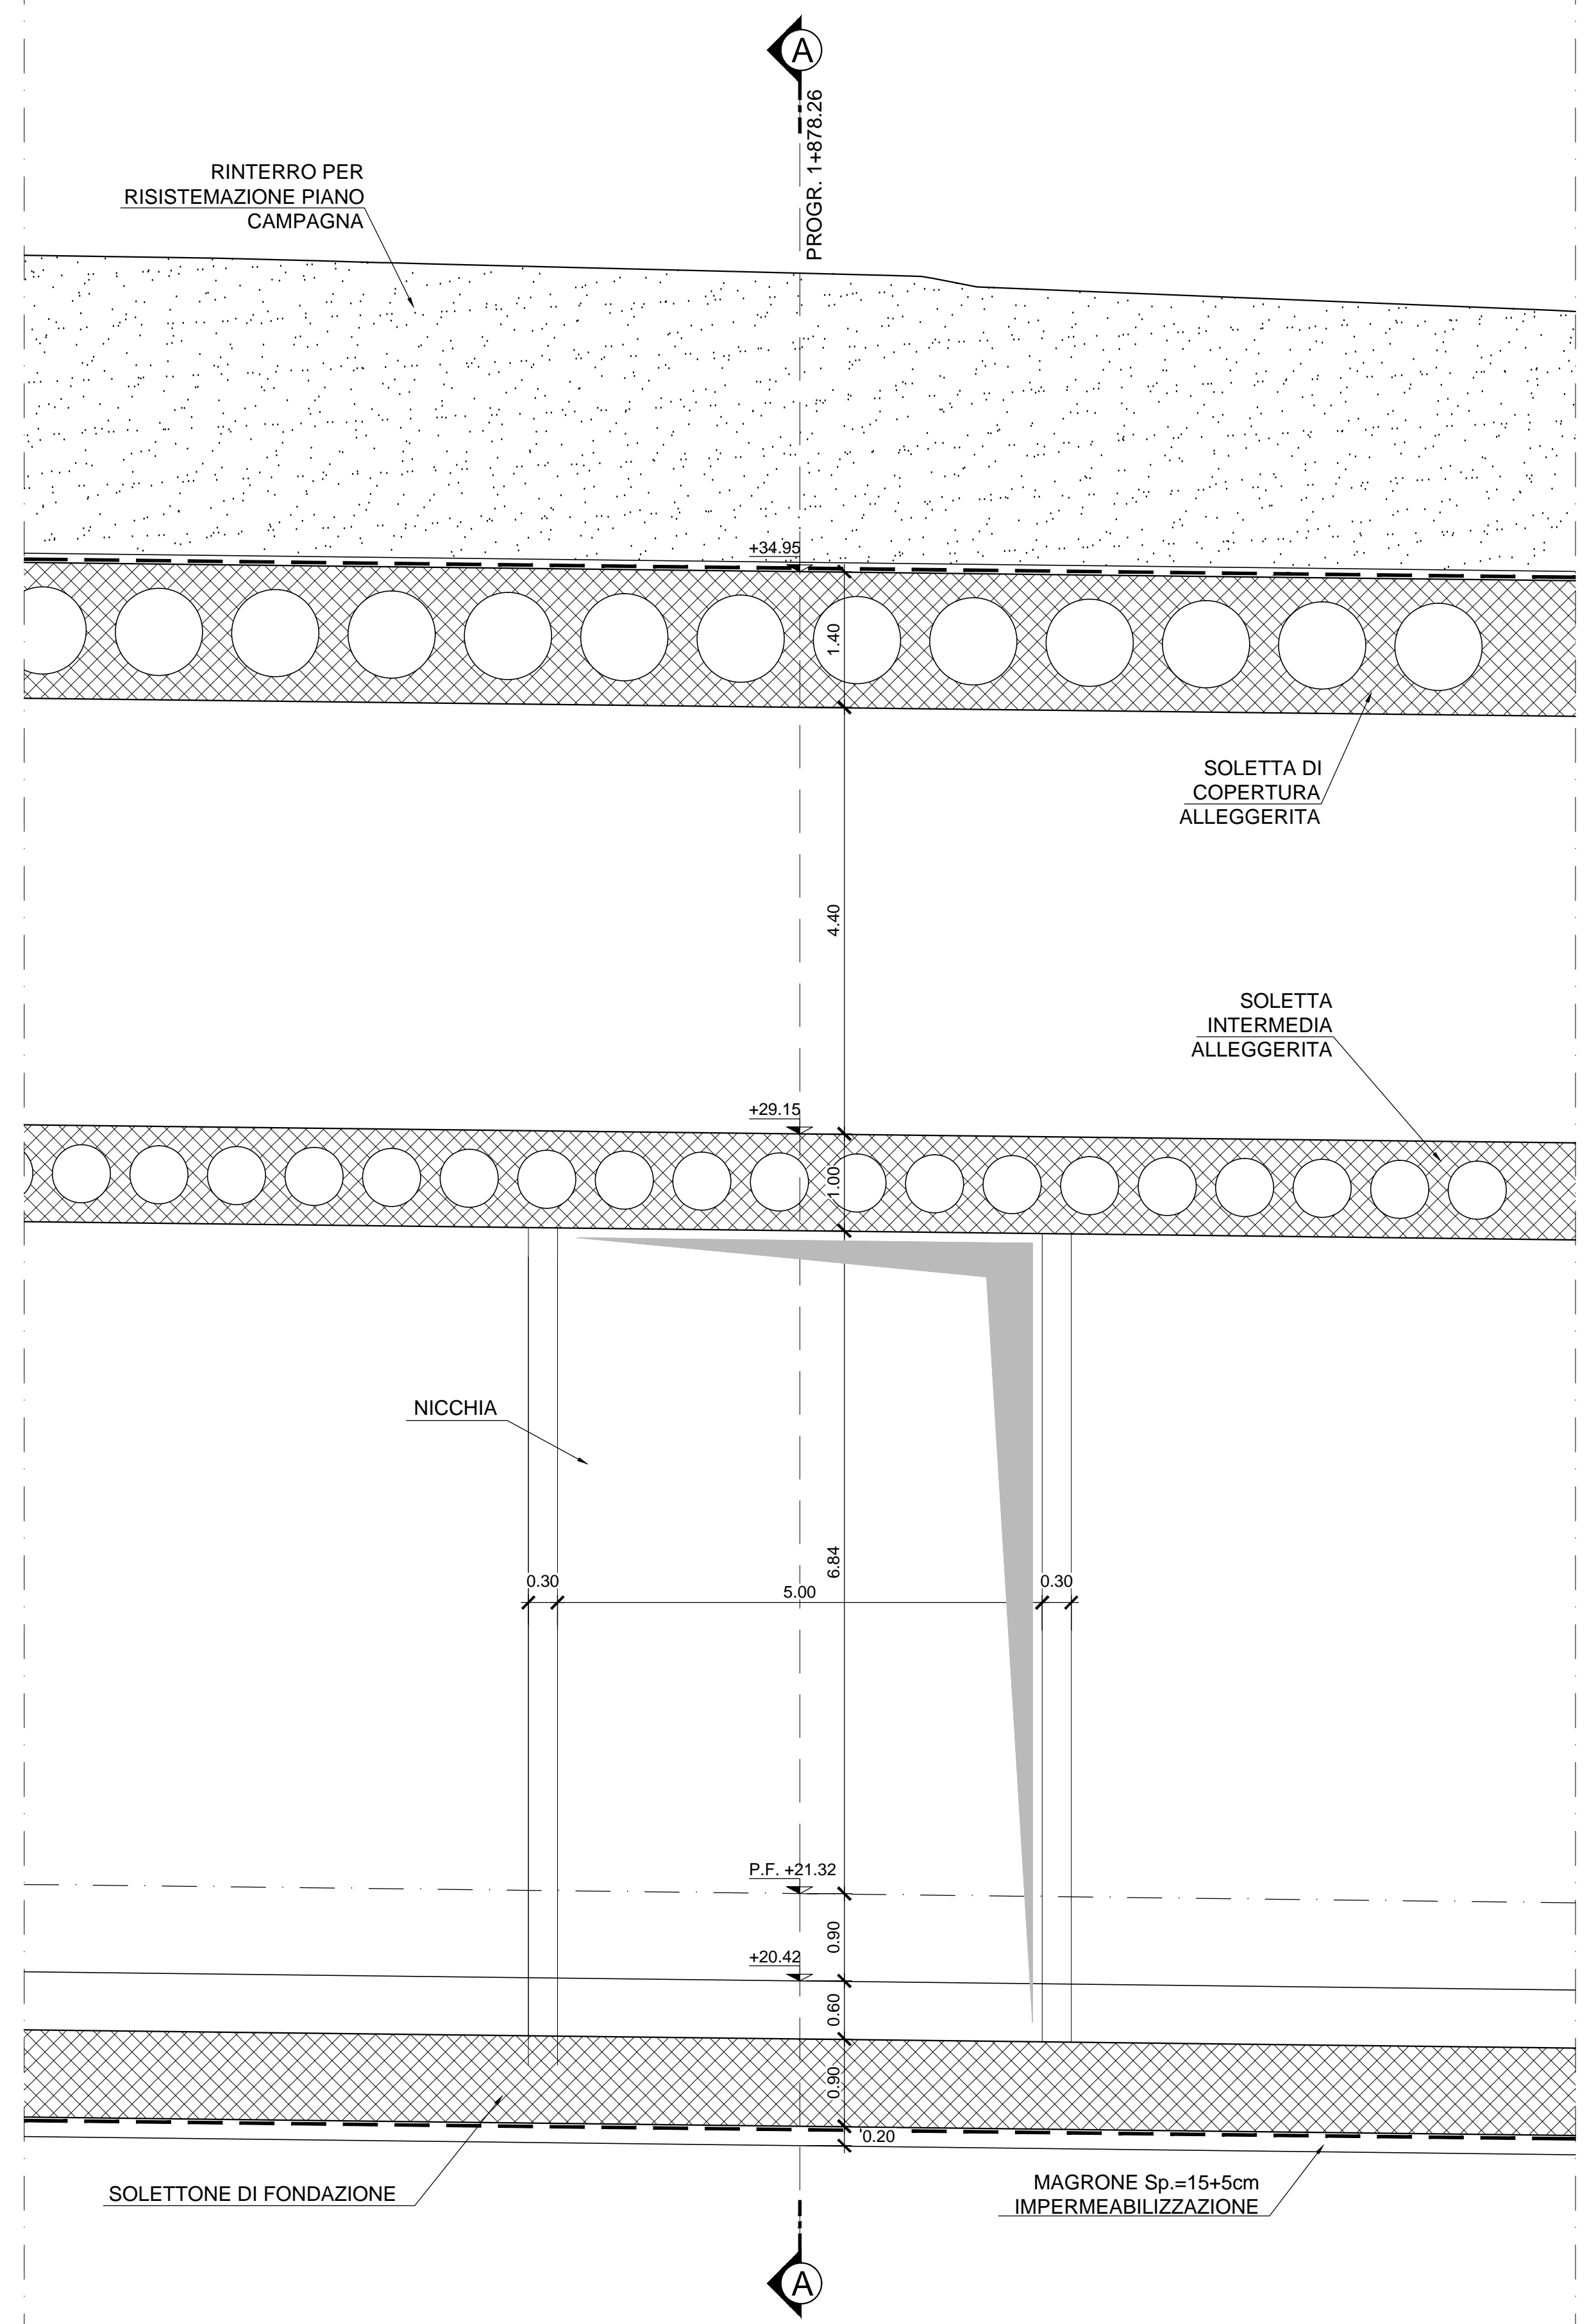 A
PROGR. 1+878.26
RINTERRO PER
RISISTEMAZIONE PIANO
CAMPAGNA
+34.95
1.40
SOLETTA DI
COPERTURA
ALLEGGERITA
4.40
SOLETTA
INTERMEDIA
ALLEGGERITA
+29.15
1.00
NICCHIA
6.84
0.30
5.00
0.30
P.F. +21.32
0.90
+20.42
0.60
0.90
0.20
SOLETTONE DI FONDAZIONE
MAGRONE Sp.=15+5cm
IMPERMEABILIZZAZIONE
A